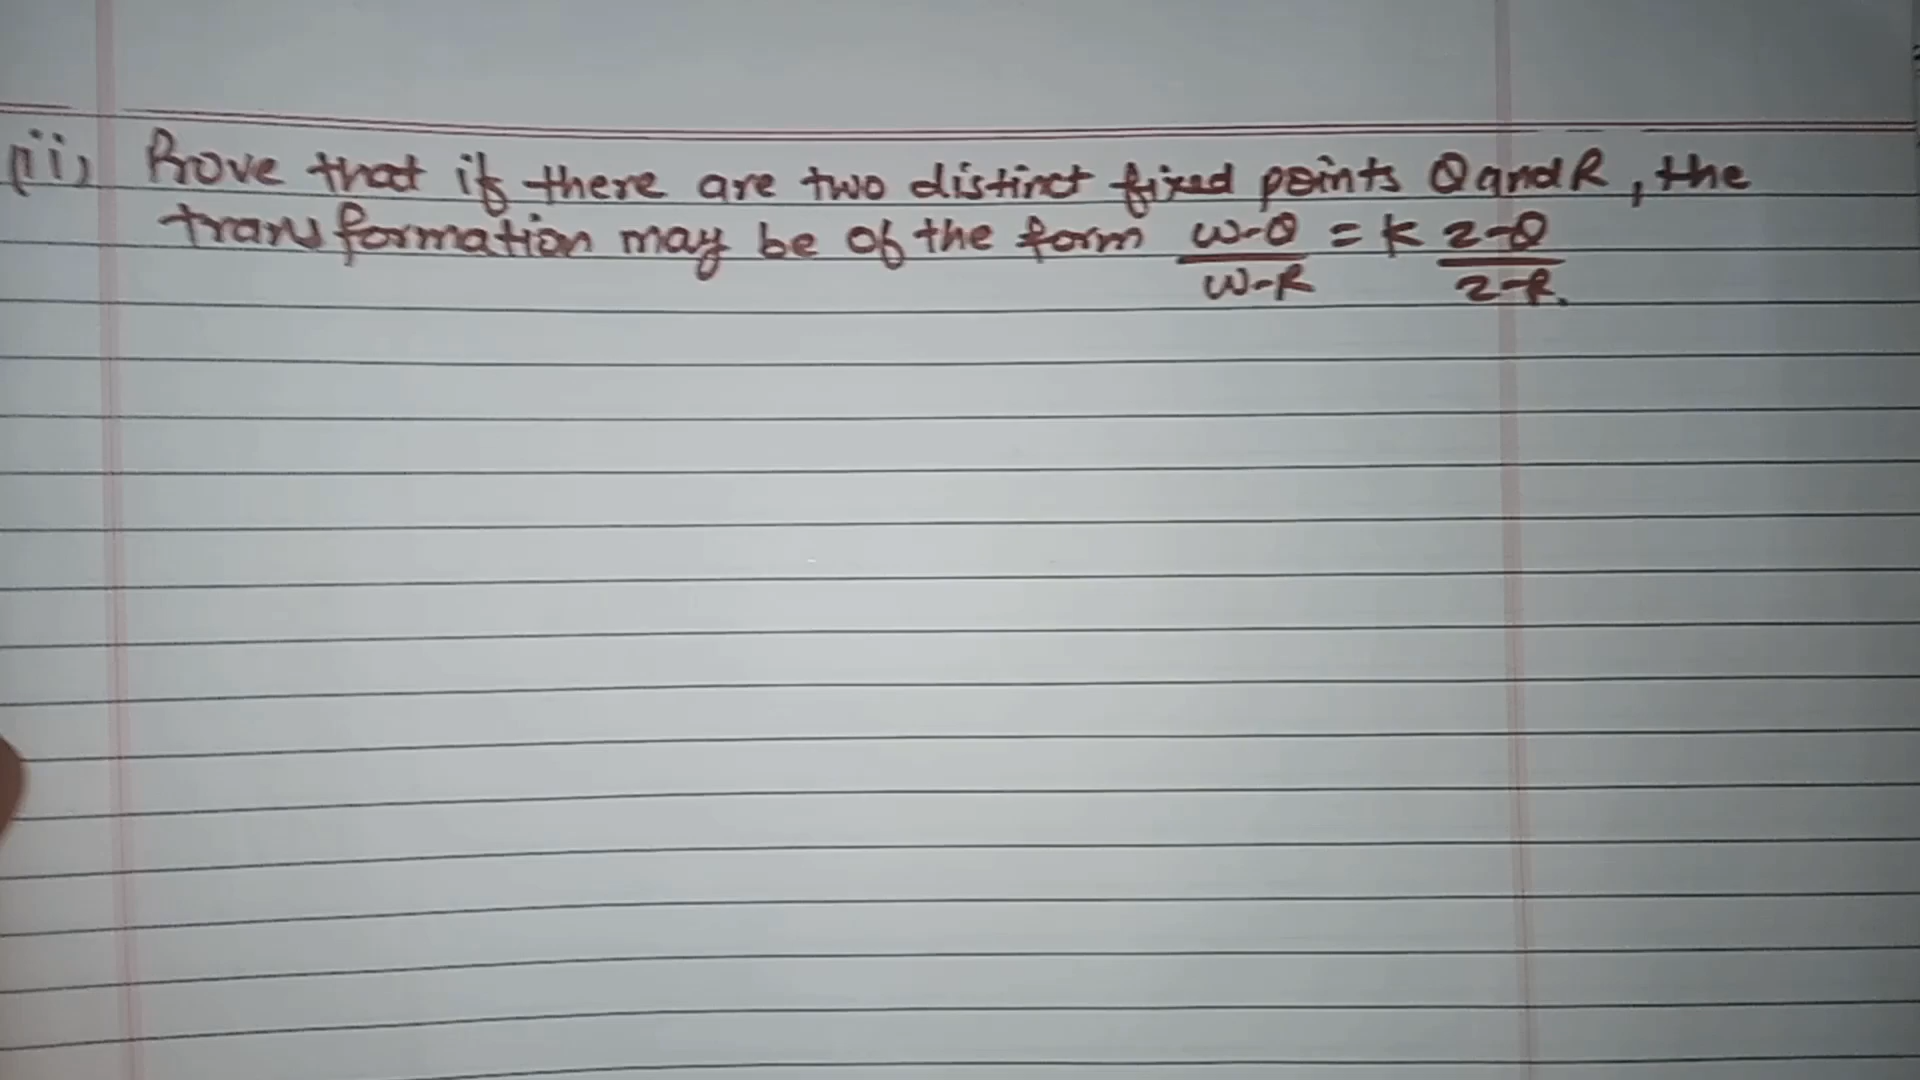 (ii) Prove that if there are two distinct fixed points Q and R, the
transformation may be of the form w-Q = k z-Q
w-R z-R.